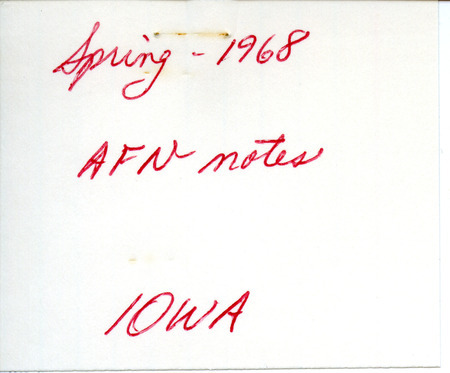 Spring - 1968
AFN notes
IOWA